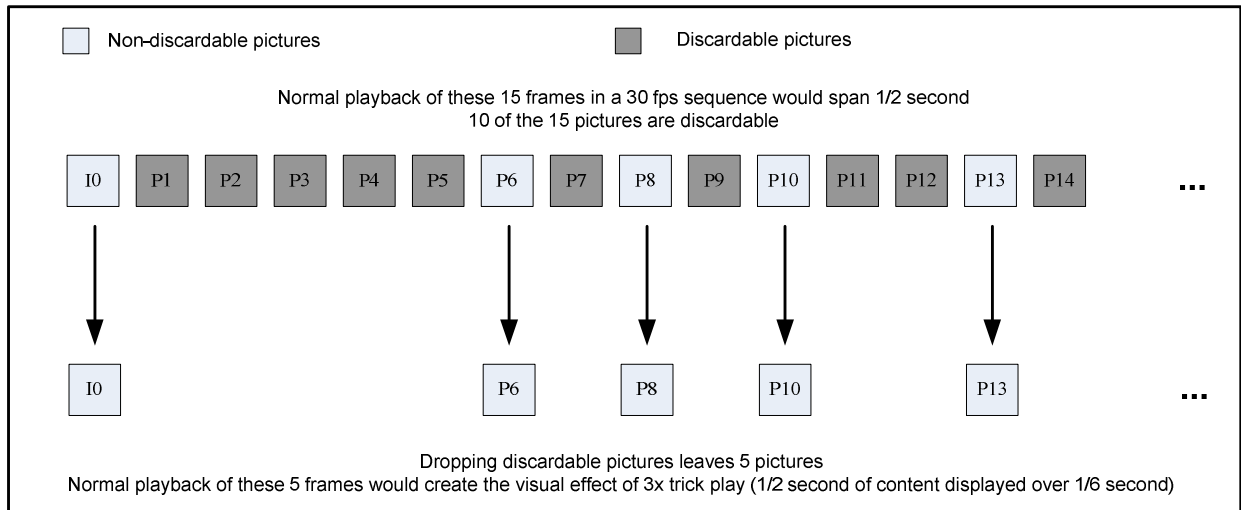 Non-discardable pictures Discardable pictures
Normal playback of these 15 frames in a 30 fps sequence would span 1/2 second
10 of the 15 pictures are discardable
I0 P1 P2 P3 P4 P5 P6 P7 P8 P9 P10 P11 P12 P13 P14 ...
I0 P6 P8 P10 P13 ...
Dropping discardable pictures leaves 5 pictures
Normal playback of these 5 frames would create the visual effect of 3x trick play (1/2 second of content displayed over 1/6 second)